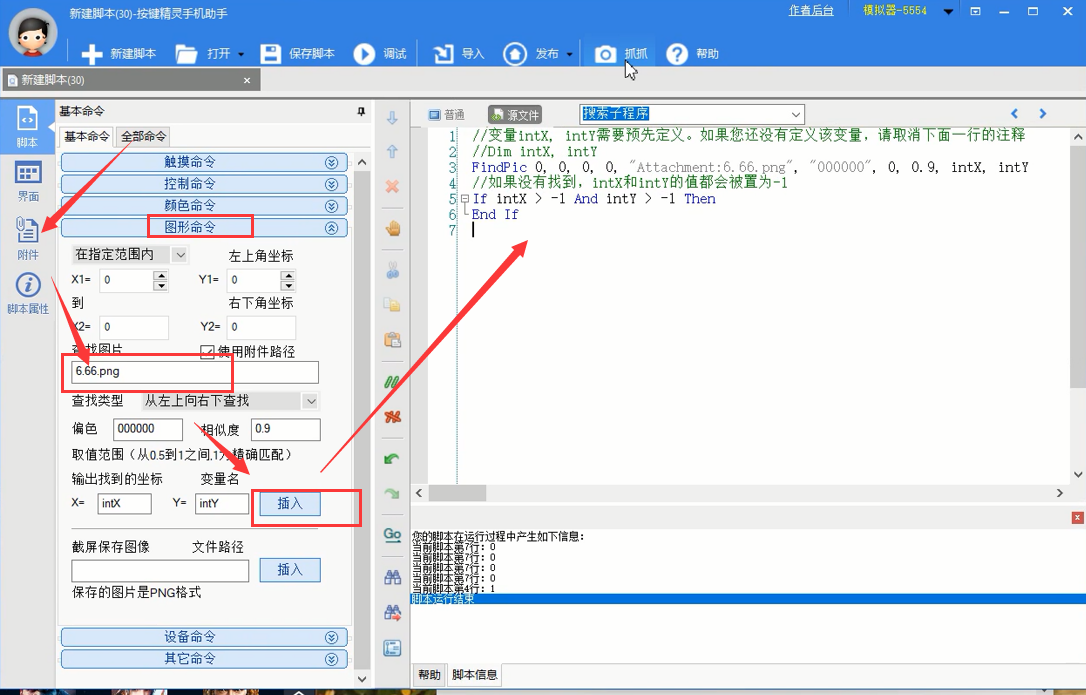 新建脚本(30)-按键精灵手机助手
作者后台
模拟器-5554
新建脚本
打开
保存脚本
调试
导入
发布
抓抓
帮助
新建脚本(30)
脚本
界面
附件
脚本属性
基本命令
基本命令
全部命令
触摸命令
控制命令
颜色命令
图形命令
在指定范围内
左上角坐标
X1= 0
Y1= 0
到
右下角坐标
X2= 0
Y2= 0
查找图片
使用附件路径
6.66.png
查找类型
从左上向右下查找
偏色 000000
相似度 0.9
取值范围（从0.5到1之间,1为精确匹配）
输出找到的坐标
变量名
X= intX
Y= intY
插入
截屏保存图像
文件路径
插入
保存的图片是PNG格式
设备命令
其它命令
Go
普通
源文件
搜索子程序
1 //变量intX, intY需要预先定义。如果您还没有定义该变量，请取消下面一行的注释
2 //Dim intX, intY
3 FindPic 0, 0, 0, 0, "Attachment:6.66.png", "000000", 0, 0.9, intX, intY
4 //如果没有找到，intX和intY的值都会被置为-1
5 If intX > -1 And intY > -1 Then
6 End If
7
您的脚本在运行过程中产生如下信息：
当前脚本第7行：0
当前脚本第7行：0
当前脚本第7行：0
当前脚本第7行：0
当前脚本第4行：1
脚本运行结束
帮助
脚本信息